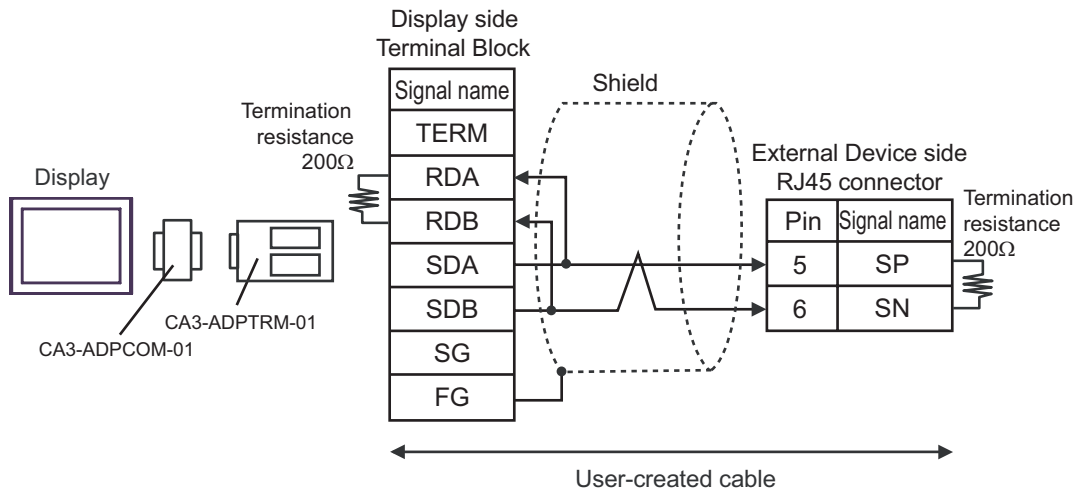 Display side
Terminal Block
Signal name
TERM
RDA
RDB
SDA
SDB
SG
FG
Termination
resistance
200Ω
Shield
Display
CA3-ADPTRM-01
CA3-ADPCOM-01
External Device side
RJ45 connector
Pin Signal name
5 SP
6 SN
Termination
resistance
200Ω
User-created cable